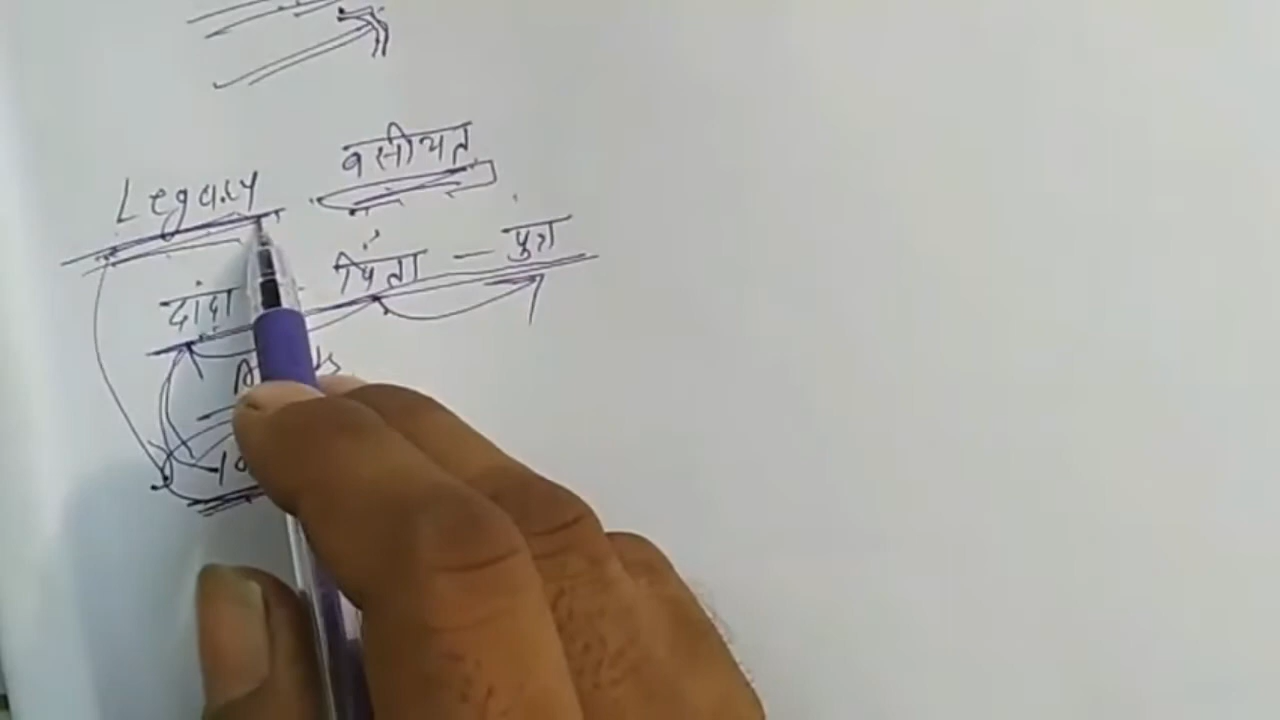 Legacy वसीयत
दादा पिता — पुत्र